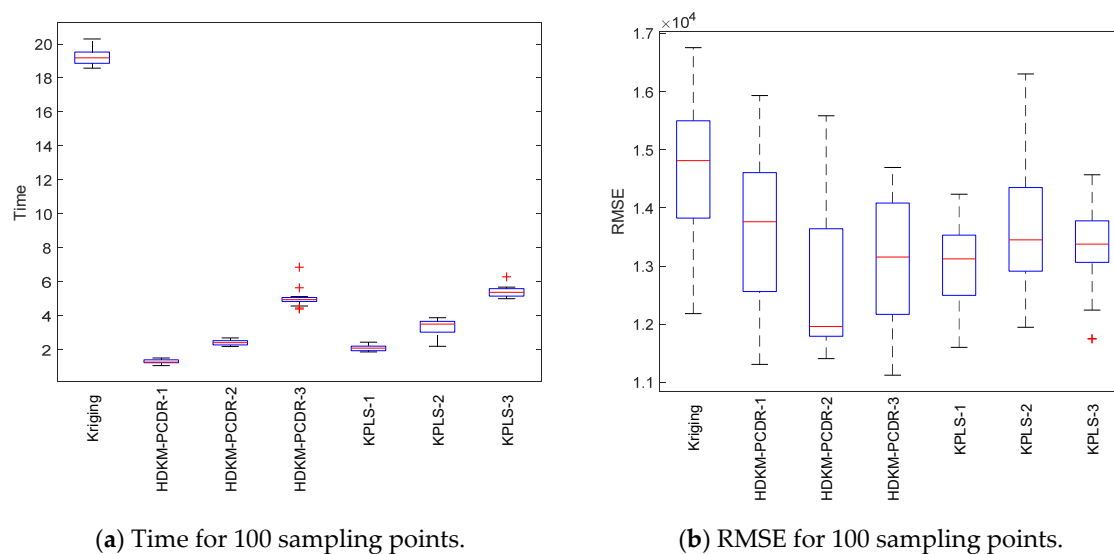 20
18
16
14
12
10
8
6
4
2
Time
Kriging
HDKM-PCDR-1
HDKM-PCDR-2
HDKM-PCDR-3
KPLS-1
KPLS-2
KPLS-3
(a) Time for 100 sampling points.
×10⁴
1.7
1.6
1.5
1.4
1.3
1.2
1.1
RMSE
Kriging
HDKM-PCDR-1
HDKM-PCDR-2
HDKM-PCDR-3
KPLS-1
KPLS-2
KPLS-3
(b) RMSE for 100 sampling points.